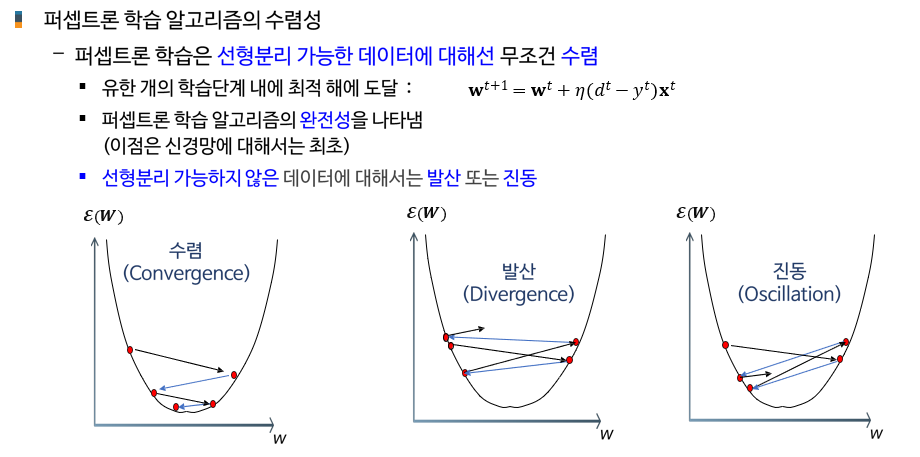 퍼셉트론 학습 알고리즘의 수렴성
– 퍼셉트론 학습은 선형분리 가능한 데이터에 대해선 무조건 수렴
▪ 유한 개의 학습단계 내에 최적 해에 도달 : 𝐰ᵗ⁺¹ = 𝐰ᵗ + η(dᵗ − yᵗ)𝐱ᵗ
▪ 퍼셉트론 학습 알고리즘의 완전성을 나타냄
(이점은 신경망에 대해서는 최초)
▪ 선형분리 가능하지 않은 데이터에 대해서는 발산 또는 진동
ℰ(W)
수렴
(Convergence)
w
ℰ(W)
발산
(Divergence)
w
ℰ(W)
진동
(Oscillation)
w